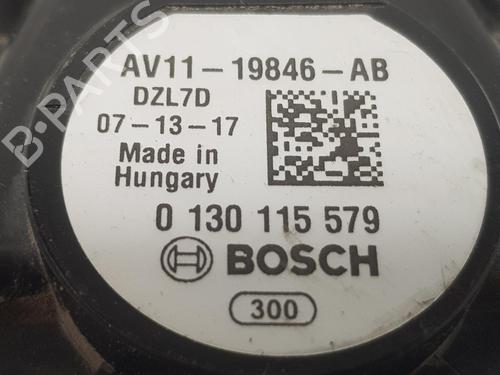 AV11-19846-AB
DZL7D
07-13-17
Made in
Hungary
0 130 115 579
BOSCH
300
B-PARTS